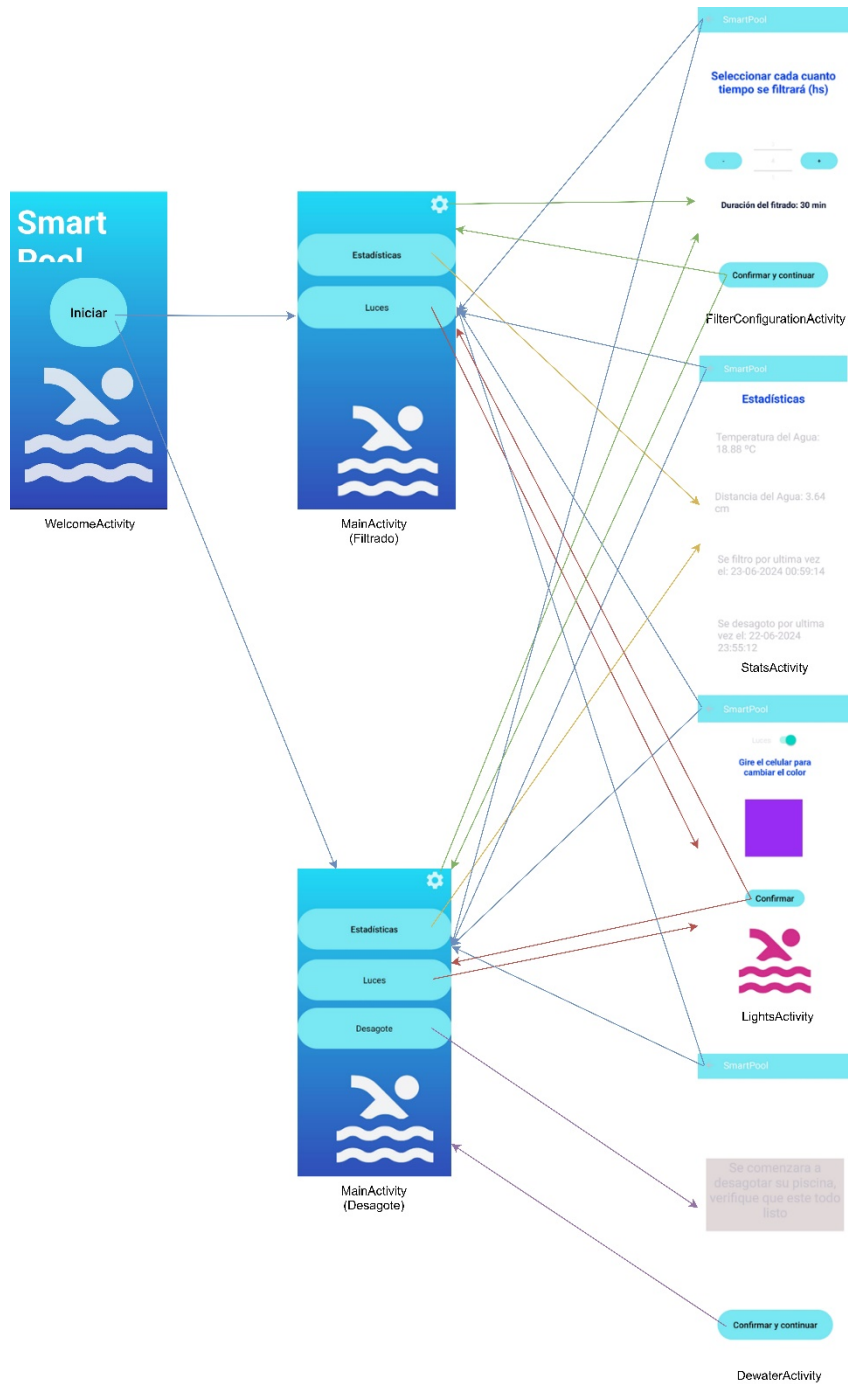 SmartPool
Seleccionar cada cuanto
tiempo se filtrará (hs)
-
+
Duración del fitrado: 30 min
Confirmar y continuar
FilterConfigurationActivity
Smart
Pool
Iniciar
WelcomeActivity
Estadísticas
Luces
MainActivity
(Filtrado)
SmartPool
Estadísticas
Temperatura del Agua:
18.88 ºC
Distancia del Agua: 3.64
cm
Se filtro por ultima vez
el: 23-06-2024 00:59:14
Se desagoto por ultima
vez el: 22-06-2024
23:55:12
StatsActivity
SmartPool
Luces
Gire el celular para
cambiar el color
Confirmar
LightsActivity
Estadísticas
Luces
Desagote
MainActivity
(Desagote)
SmartPool
Se comenzara a
desagotar su piscina,
verifique que este todo
listo
Confirmar y continuar
DewaterActivity